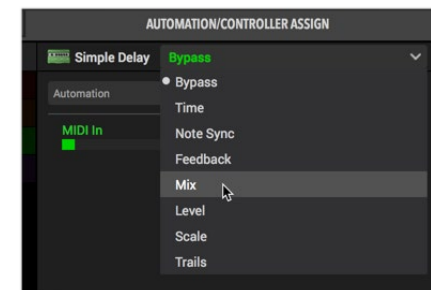 AUTOMATION/CONTROLLER ASSIGN
Simple Delay Bypass
Bypass
Automation
Time
Note Sync
MIDI In
Feedback
Mix
Level
Scale
Trails